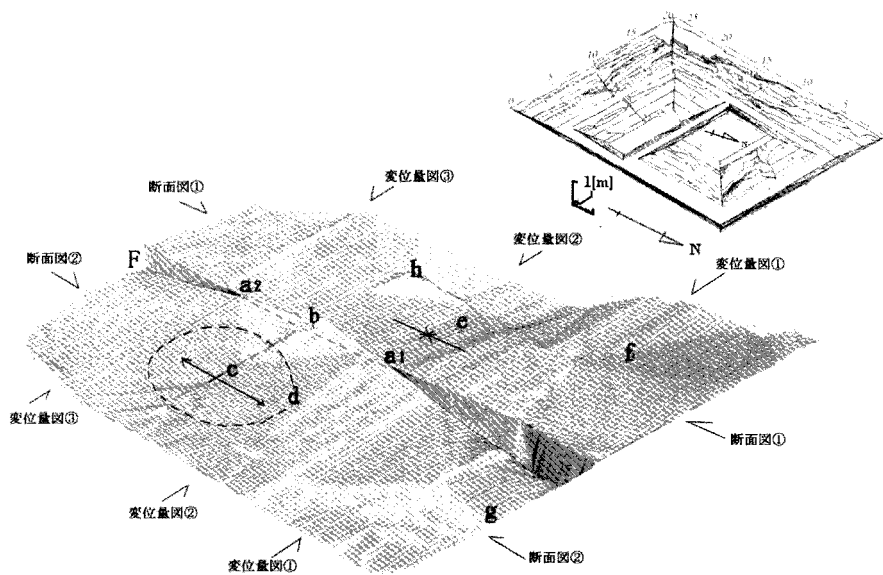 断面図①
変位量図③
断面図②
変位量図②
変位量図①
1[m]
N
F
a2
h
b
e
a1
f
c
d
変位量図③
断面図①
変位量図②
g
変位量図①
断面図②